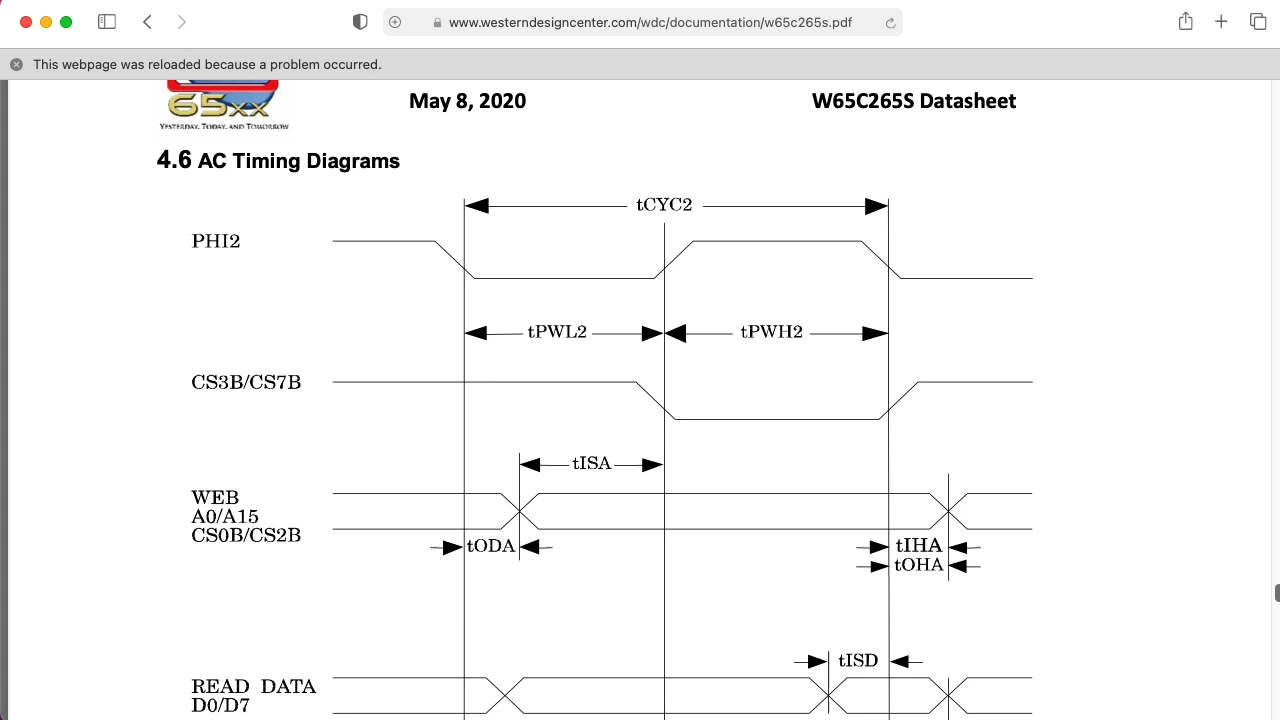 www.westerndesigncenter.com/wdc/documentation/w65c265s.pdf
This webpage was reloaded because a problem occurred.
65xx
YESTERDAY, TODAY, AND TOMORROW
May 8, 2020
W65C265S Datasheet
4.6 AC Timing Diagrams
tCYC2
PHI2
tPWL2
tPWH2
CS3B/CS7B
tISA
WEB
A0/A15
CS0B/CS2B
tODA
tIHA
tOHA
tISD
READ DATA
D0/D7